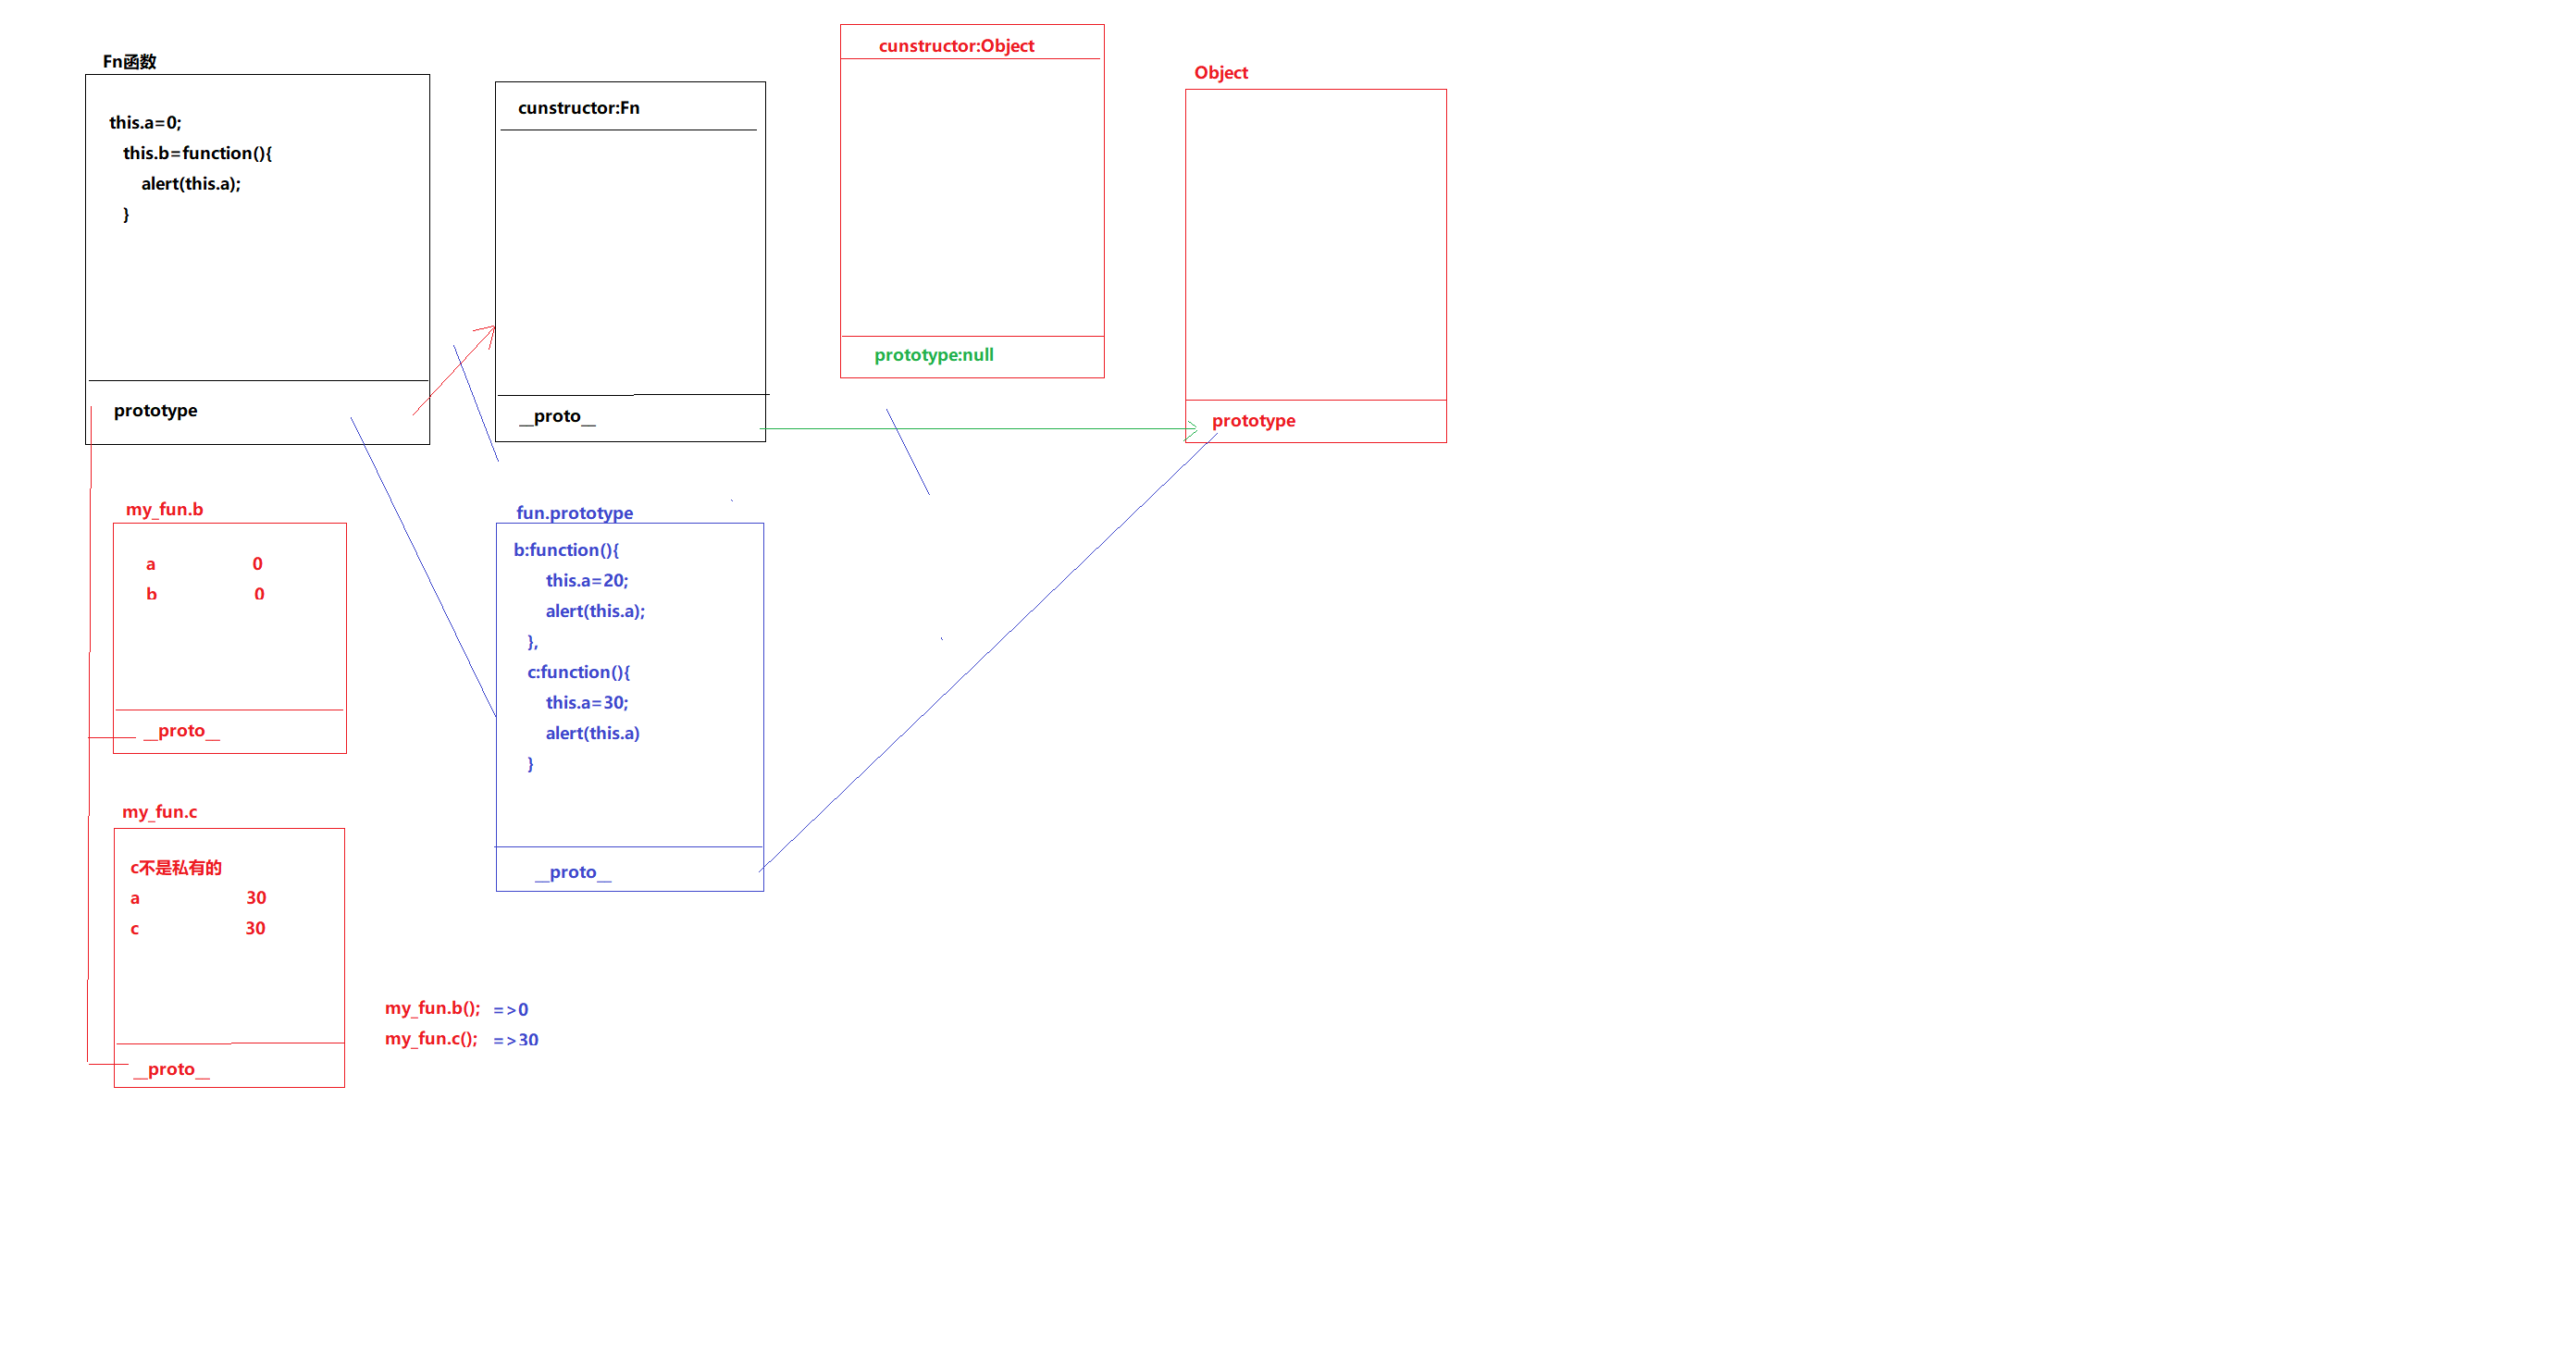 Fn函数
this.a=0;
this.b=function(){
alert(this.a);
}
prototype
cunstructor:Fn
__proto__
cunstructor:Object
prototype:null
Object
prototype
my_fun.b
a 0
b 0
__proto__
fun.prototype
b:function(){
this.a=20;
alert(this.a);
},
c:function(){
this.a=30;
alert(this.a)
}
__proto__
my_fun.c
c不是私有的
a 30
c 30
__proto__
my_fun.b(); =>0
my_fun.c(); =>30